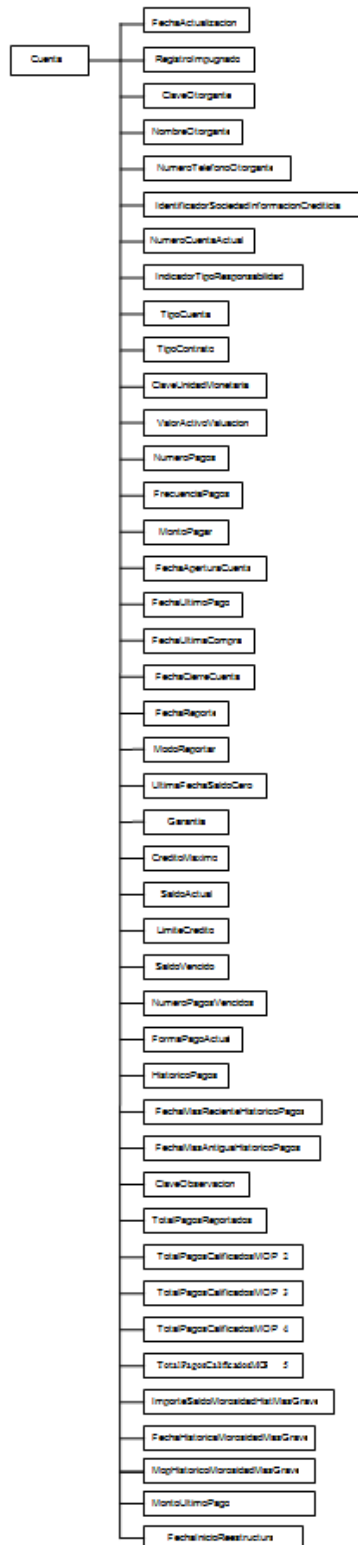 FechaActualizacion
Cuenta
RegistroImpugnado
ClaveOtorgante
NombreOtorgante
NumeroTelefonoOtorgante
IdentificadorSociedadInformacionCrediticia
NumeroCuentaActual
IndicadorTipoResponsabilidad
TipoCuenta
TipoContrato
ClaveUnidadMonetaria
ValorActivoValuacion
NumeroPagos
FrecuenciaPagos
MontoPagar
FechaAperturaCuenta
FechaUltimoPago
FechaUltimaCompra
FechaCierreCuenta
FechaReporte
ModoReportar
UltimaFechaSaldoCero
Garantia
CreditoMaximo
SaldoActual
LimiteCredito
SaldoVencido
NumeroPagosVencidos
FormaPagoActual
HistoricoPagos
FechaMasRecienteHistoricoPagos
FechaMasAntiguaHistoricoPagos
ClaveObservacion
TotalPagosReportados
TotalPagosCalificadosMOP 2
TotalPagosCalificadosMOP 3
TotalPagosCalificadosMOP 4
TotalPagosCalificadosMOP 5
ImporteSaldoMorosidadHistMasGrave
FechaHistoricaMorosidadMasGrave
MopHistoricoMorosidadMasGrave
MontoUltimoPago
FechaInicioReestructura